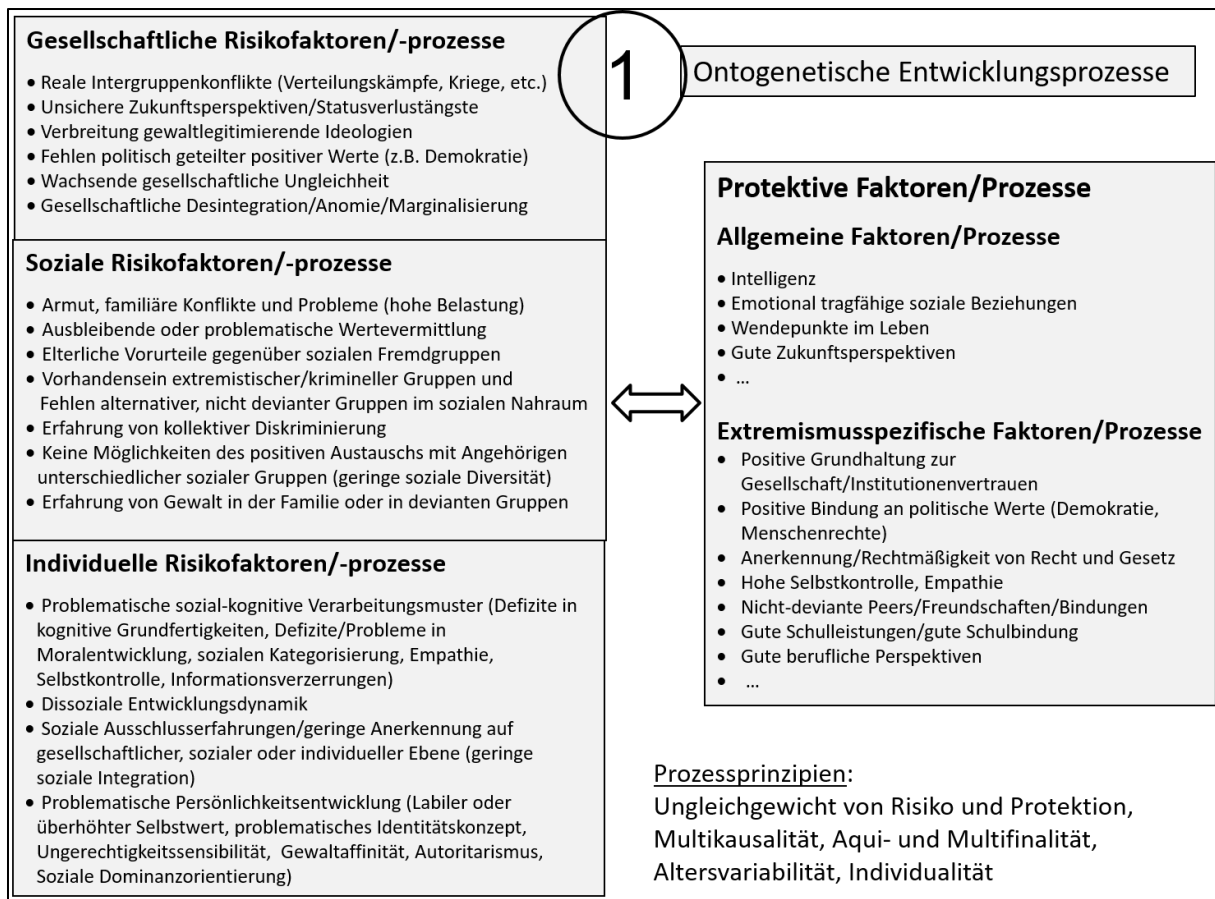 Gesellschaftliche Risikofaktoren/-prozesse
• Reale Intergruppenkonflikte (Verteilungskämpfe, Kriege, etc.)
• Unsichere Zukunftsperspektiven/Statusverlustängste
• Verbreitung gewaltlegitimierende Ideologien
• Fehlen politisch geteilter positiver Werte (z.B. Demokratie)
• Wachsende gesellschaftliche Ungleichheit
• Gesellschaftliche Desintegration/Anomie/Marginalisierung
1
Ontogenetische Entwicklungsprozesse
Soziale Risikofaktoren/-prozesse
• Armut, familiäre Konflikte und Probleme (hohe Belastung)
• Ausbleibende oder problematische Wertevermittlung
• Elterliche Vorurteile gegenüber sozialen Fremdgruppen
• Vorhandensein extremistischer/krimineller Gruppen und
Fehlen alternativer, nicht devianter Gruppen im sozialen Nahraum
• Erfahrung von kollektiver Diskriminierung
• Keine Möglichkeiten des positiven Austauschs mit Angehörigen
unterschiedlicher sozialer Gruppen (geringe soziale Diversität)
• Erfahrung von Gewalt in der Familie oder in devianten Gruppen
Individuelle Risikofaktoren/-prozesse
• Problematische sozial-kognitive Verarbeitungsmuster (Defizite in
kognitive Grundfertigkeiten, Defizite/Probleme in
Moralentwicklung, sozialen Kategorisierung, Empathie,
Selbstkontrolle, Informationsverzerrungen)
• Dissoziale Entwicklungsdynamik
• Soziale Ausschlusserfahrungen/geringe Anerkennung auf
gesellschaftlicher, sozialer oder individueller Ebene (geringe
soziale Integration)
• Problematische Persönlichkeitsentwicklung (Labiler oder
überhöhter Selbstwert, problematisches Identitätskonzept,
Ungerechtigkeitssensibilität, Gewaltaffinität, Autoritarismus,
Soziale Dominanzorientierung)
Protektive Faktoren/Prozesse
Allgemeine Faktoren/Prozesse
• Intelligenz
• Emotional tragfähige soziale Beziehungen
• Wendepunkte im Leben
• Gute Zukunftsperspektiven
• ...
Extremismusspezifische Faktoren/Prozesse
• Positive Grundhaltung zur
Gesellschaft/Institutionenvertrauen
• Positive Bindung an politische Werte (Demokratie,
Menschenrechte)
• Anerkennung/Rechtmäßigkeit von Recht und Gesetz
• Hohe Selbstkontrolle, Empathie
• Nicht-deviante Peers/Freundschaften/Bindungen
• Gute Schulleistungen/gute Schulbindung
• Gute berufliche Perspektiven
• ...
Prozessprinzipien:
Ungleichgewicht von Risiko und Protektion,
Multikausalität, Aqui- und Multifinalität,
Altersvariabilität, Individualität